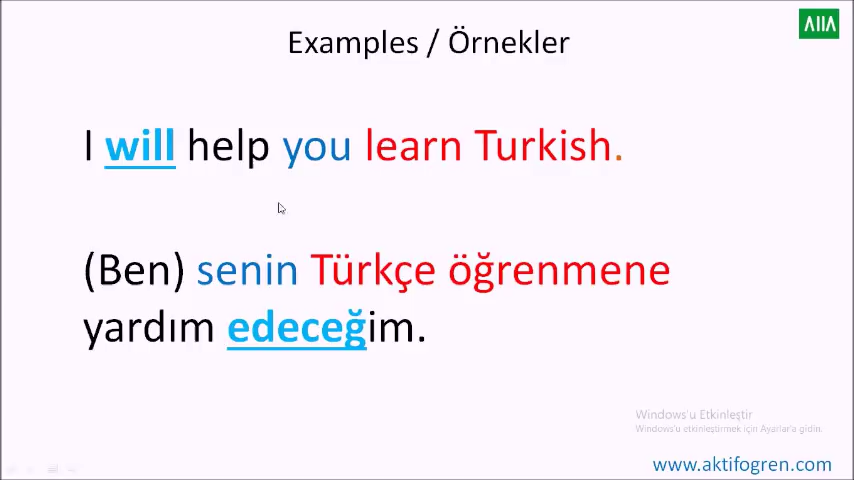 AIIA
Examples / Örnekler
I will help you learn Turkish.
(Ben) senin Türkçe öğrenmene
yardım edeceğim.
Windows'u Etkinleştir
Windows'u etkinleştirmek için Ayarlar'a gidin.
www.aktifogren.com